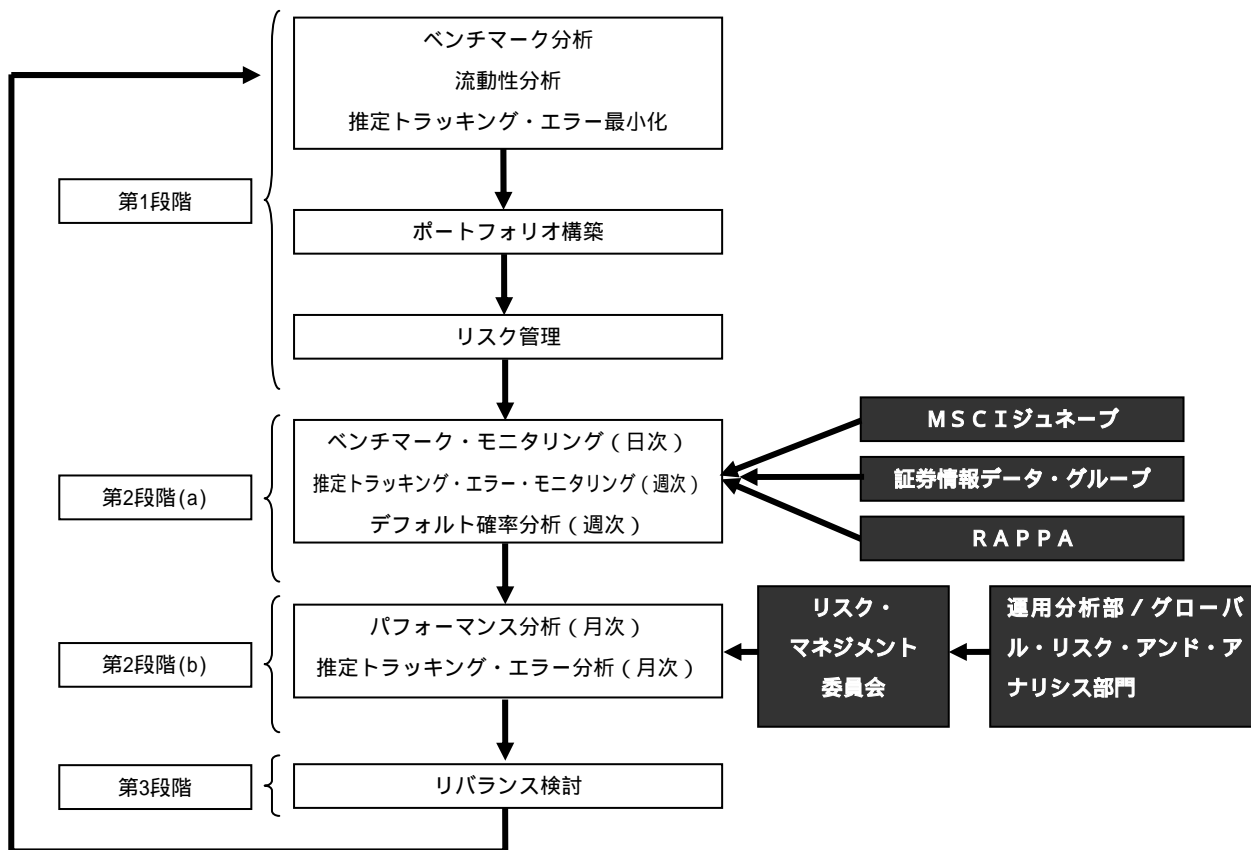 ベンチマーク分析
流動性分析
推定トラッキング・エラー最小化
第1段階
ポートフォリオ構築
リスク管理
ベンチマーク・モニタリング(日次)
推定トラッキング・エラー・モニタリング(週次)
デフォルト確率分析(週次)
第2段階(a)
MSCIジュネーブ
証券情報データ・グループ
RAPPA
パフォーマンス分析(月次)
推定トラッキング・エラー分析(月次)
第2段階(b)
リスク・
マネジメント
委員会
運用分析部/グローバ
ル・リスク・アンド・ア
ナリシス部門
第3段階
リバランス検討